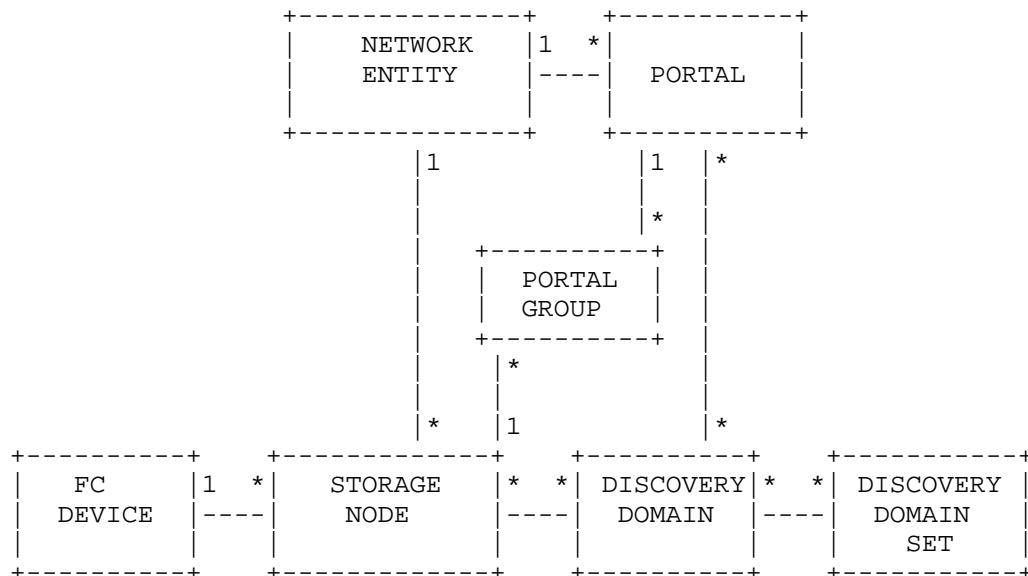 +--------------+    +-----------+
|    NETWORK   |1  *|           |
|    ENTITY    |----|  PORTAL   |
|              |    |           |
+--------------+    +-----------+
        |1            |1  |*
        |             |   |
        |             |*  |
        |   +----------+  |
        |   |  PORTAL  |  |
        |   |  GROUP   |  |
        |   +----------+  |
        |    |*           |
        |    |            |
        |*   |1           |*
+-----------+    +--------------+    +-----------+    +------------+
|   FC      |1  *|   STORAGE    |*  *| DISCOVERY |*  *| DISCOVERY  |
|  DEVICE   |----|    NODE      |----|  DOMAIN   |----|  DOMAIN    |
|           |    |              |    |           |    |    SET     |
+-----------+    +--------------+    +-----------+    +------------+